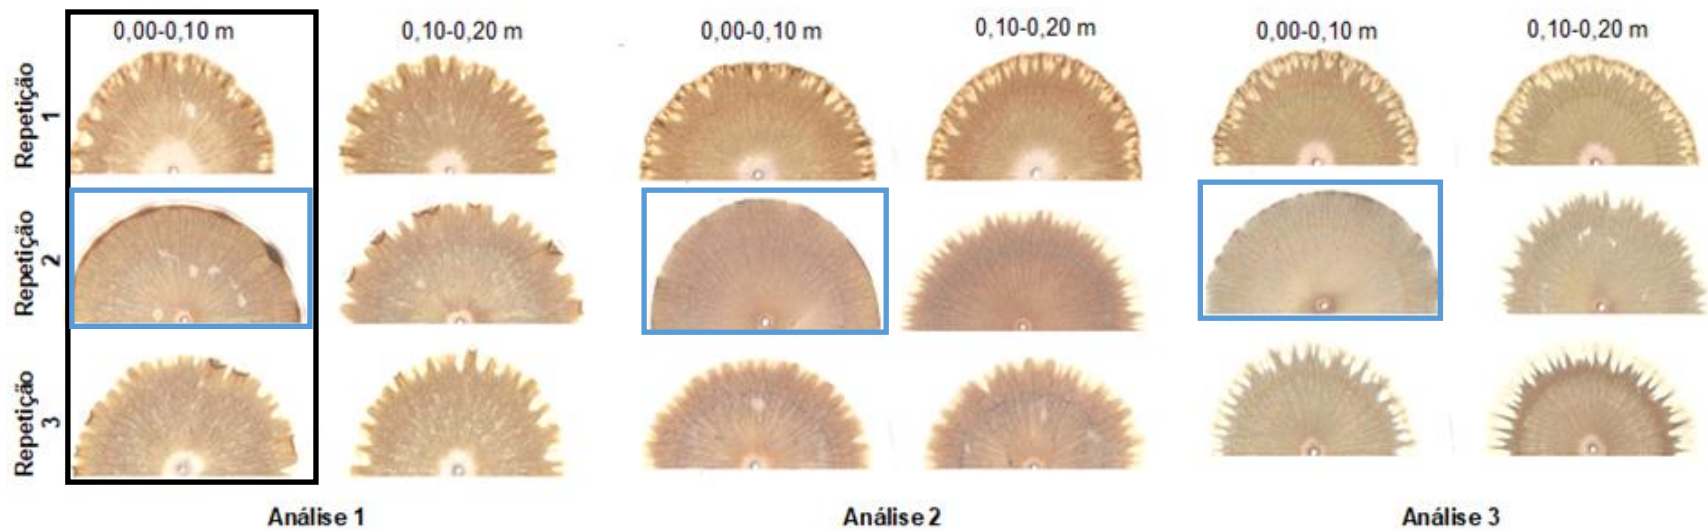 0,00-0,10 m
0,10-0,20 m
0,00-0,10 m
0,10-0,20 m
0,00-0,10 m
0,10-0,20 m
Repetição
1
Repetição
2
Repetição
3
Análise 1
Análise 2
Análise 3